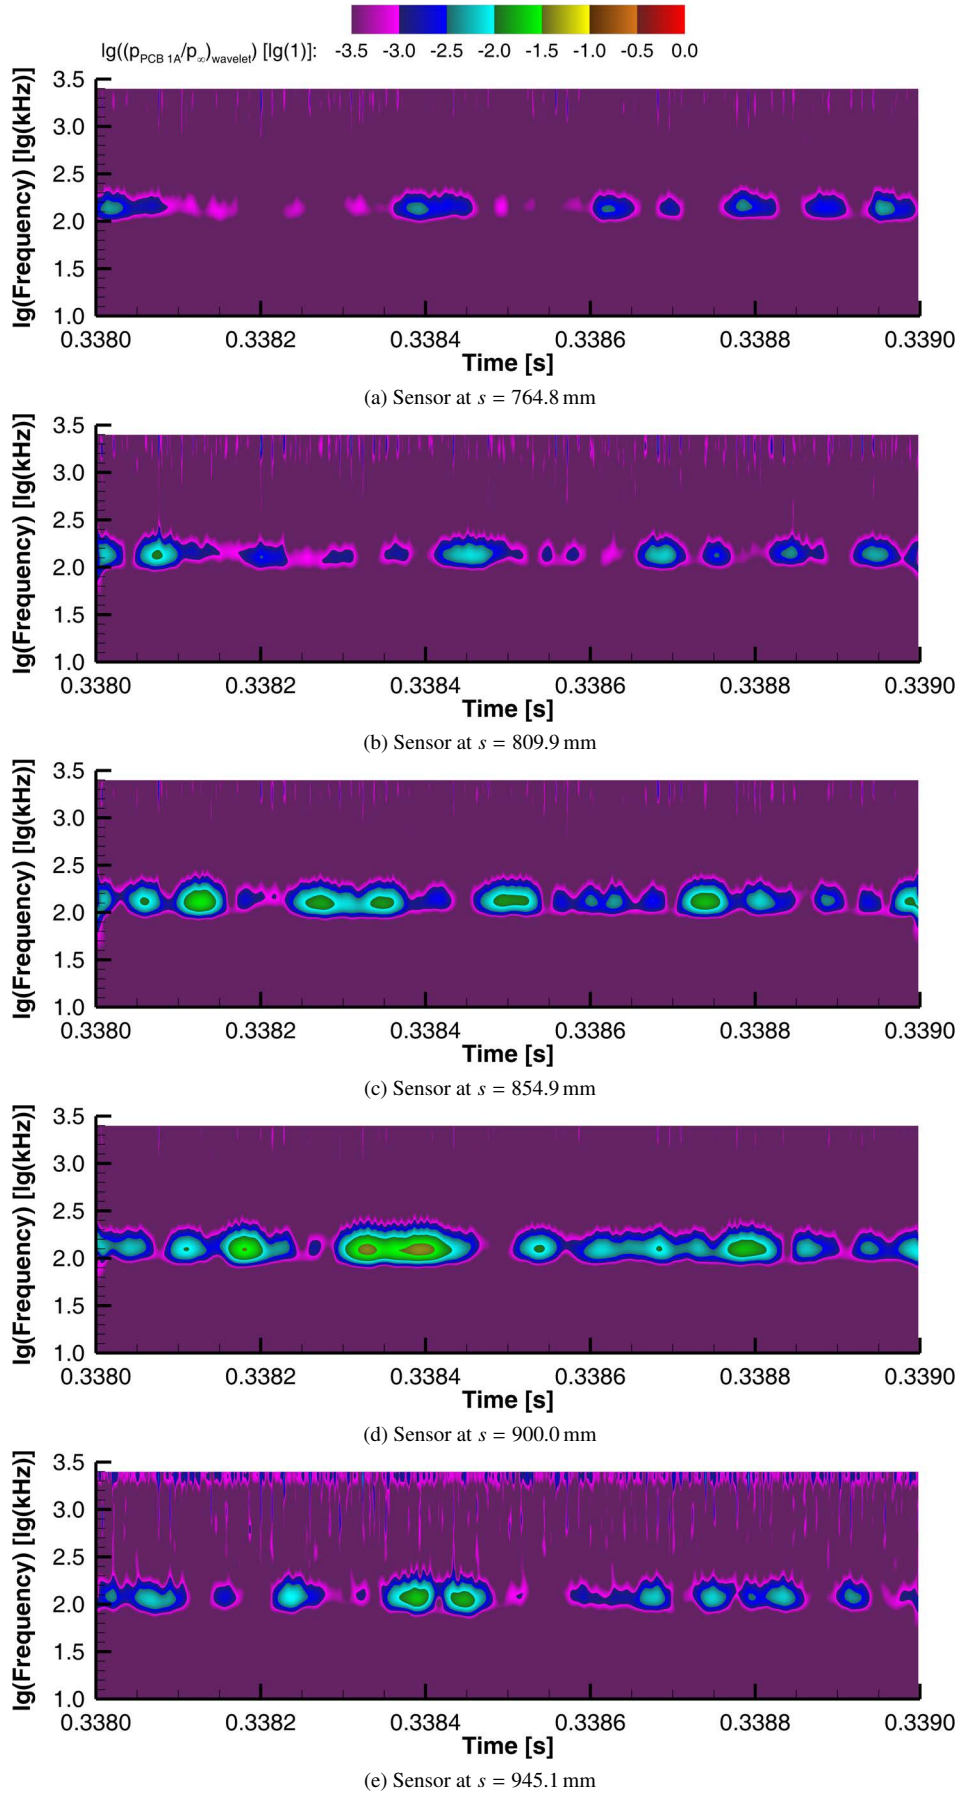 lg((pPCB 1A/p∞)wavelet) [lg(1)]: -3.5 -3.0 -2.5 -2.0 -1.5 -1.0 -0.5 0.0
lg(Frequency) [lg(kHz)]
3.5
3.0
2.5
2.0
1.5
1.0
0.3380 0.3382 0.3384 0.3386 0.3388 0.3390
Time [s]
(a) Sensor at s = 764.8 mm
lg(Frequency) [lg(kHz)]
3.5
3.0
2.5
2.0
1.5
1.0
0.3380 0.3382 0.3384 0.3386 0.3388 0.3390
Time [s]
(b) Sensor at s = 809.9 mm
lg(Frequency) [lg(kHz)]
3.5
3.0
2.5
2.0
1.5
1.0
0.3380 0.3382 0.3384 0.3386 0.3388 0.3390
Time [s]
(c) Sensor at s = 854.9 mm
lg(Frequency) [lg(kHz)]
3.5
3.0
2.5
2.0
1.5
1.0
0.3380 0.3382 0.3384 0.3386 0.3388 0.3390
Time [s]
(d) Sensor at s = 900.0 mm
lg(Frequency) [lg(kHz)]
3.5
3.0
2.5
2.0
1.5
1.0
0.3380 0.3382 0.3384 0.3386 0.3388 0.3390
Time [s]
(e) Sensor at s = 945.1 mm